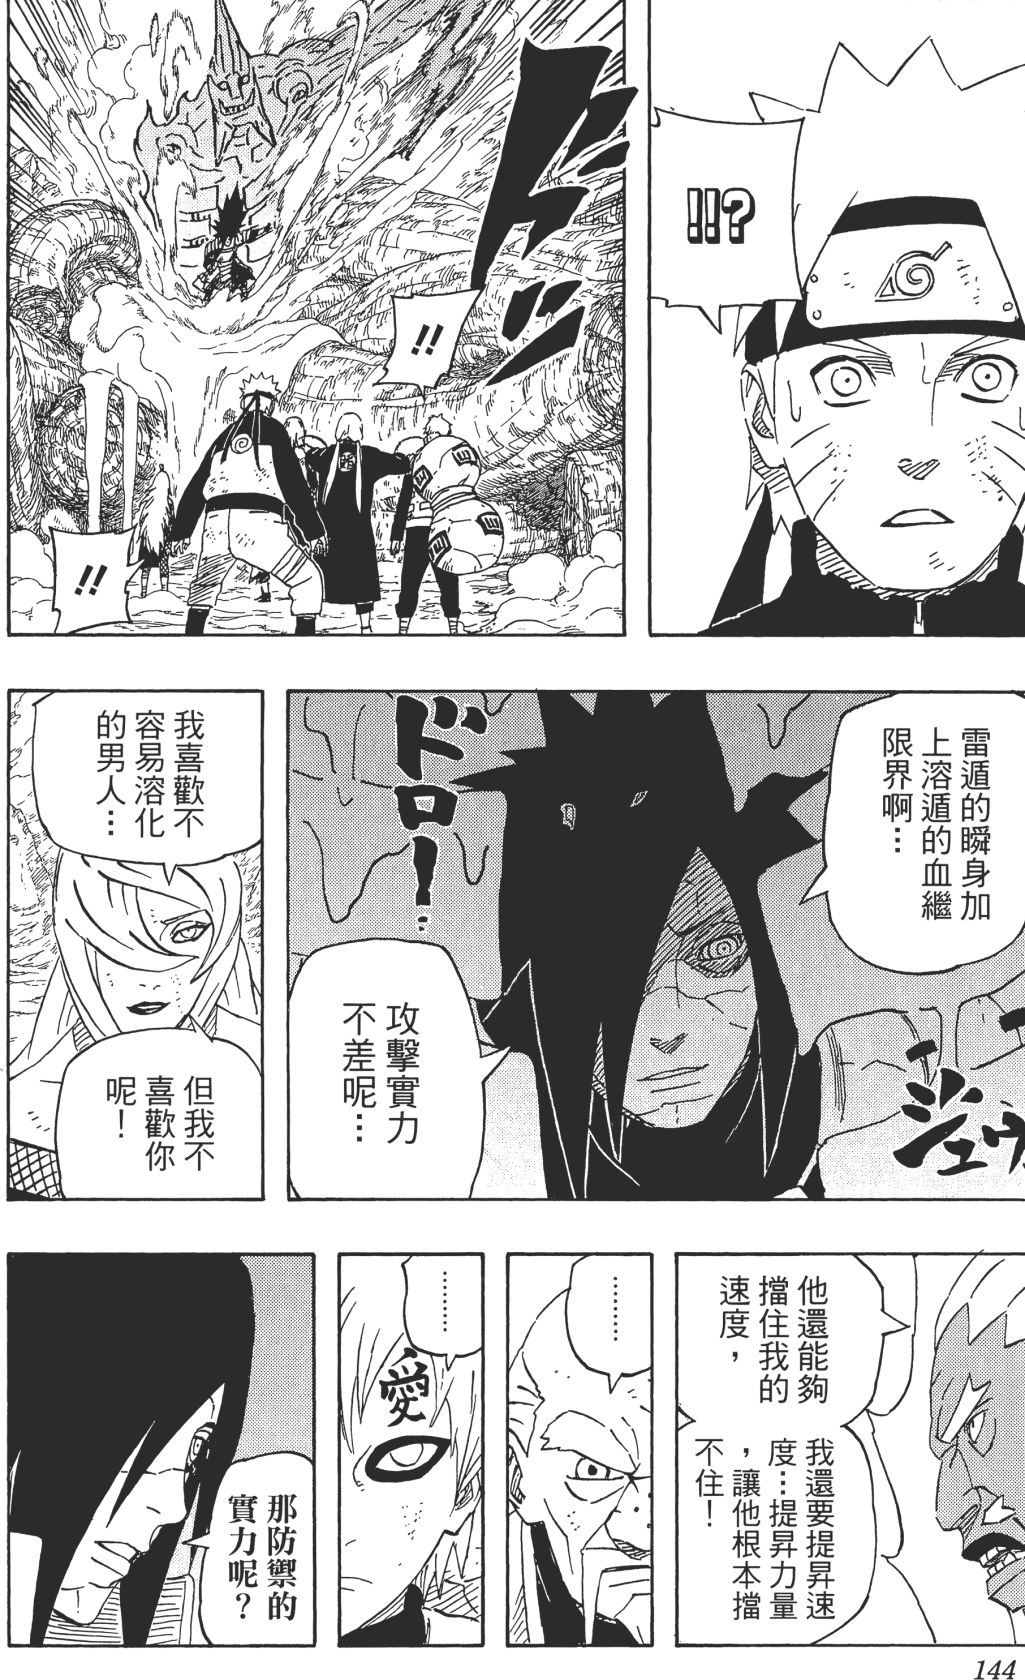 !!?
ドドドド
!!
!!
雷遁的瞬身加
上溶遁的血繼
限界啊…
ドロー…
攻擊實力
不差呢…
ジュウ
我喜歡不
容易溶化
的男人…
但我不
喜歡你
呢!
他還能夠
擋住我的
速度,
我還要提昇速
度…提昇力量
,讓他根本擋
不住!
………
………
愛
那防禦的
實力呢?
144